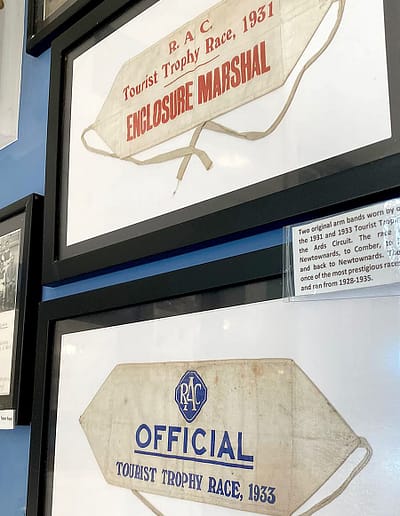 R. A. C
Tourist Trophy Race, 1931
ENCLOSURE MARSHAL
Two original arm bands worn by
the 1931 and 1933 Tourist
the Ards Circuit. The race
Newtownards, to Comber,
and back to Newtownards.
once of the most prestigious
and ran from 1928-1935.
RAC
OFFICIAL
TOURIST TROPHY RACE, 1933